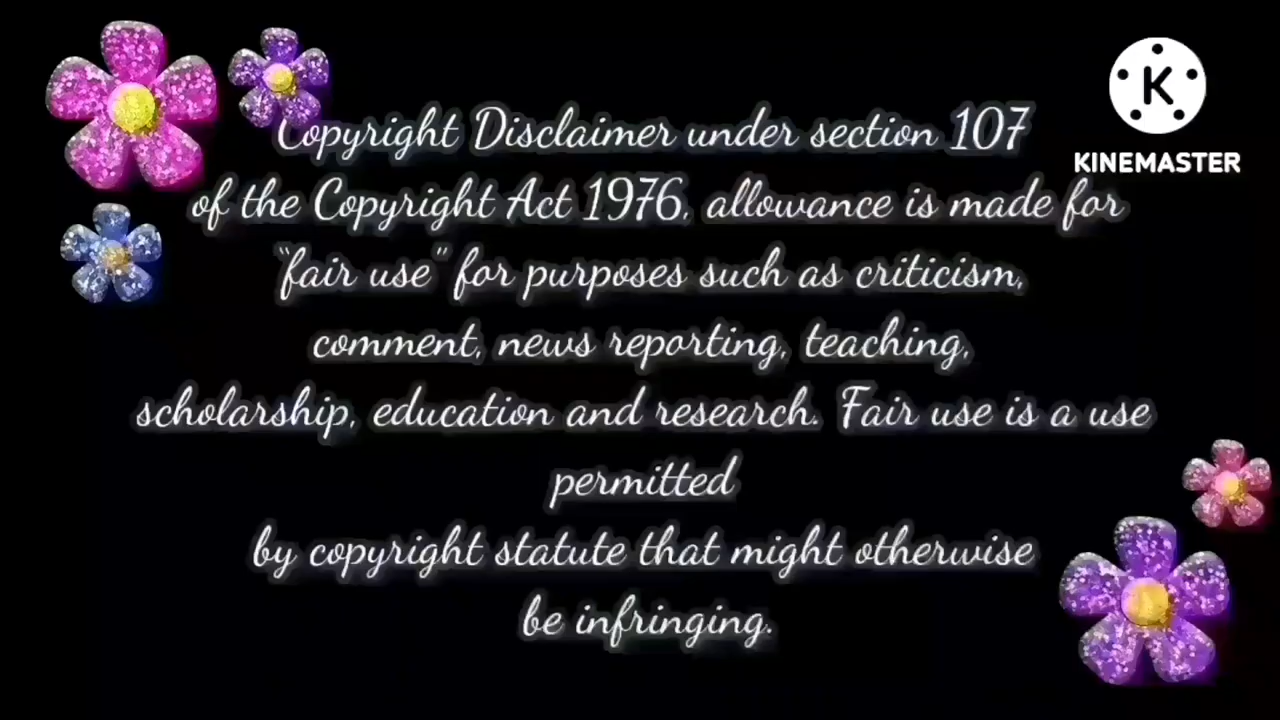 Copyright Disclaimer under section 107
of the Copyright Act 1976, allowance is made for
“fair use” for purposes such as criticism,
comment, news reporting, teaching,
scholarship, education and research. Fair use is a use
permitted
by copyright statute that might otherwise
be infringing.
K
KINEMASTER